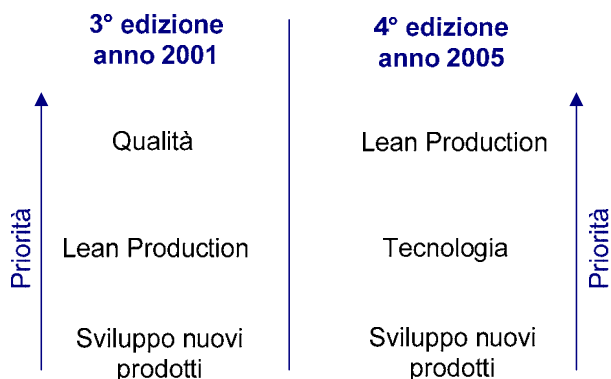 3° edizione
anno 2001
4° edizione
anno 2005
Priorità
Qualità
Lean Production
Sviluppo nuovi
prodotti
Lean Production
Tecnologia
Sviluppo nuovi
prodotti
Priorità